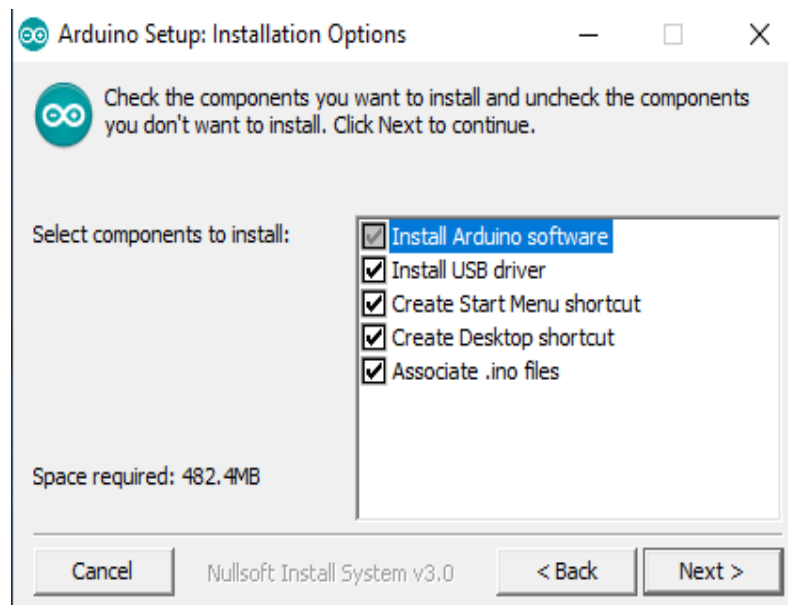 Arduino Setup: Installation Options
Check the components you want to install and uncheck the components
you don't want to install. Click Next to continue.
Select components to install:
Install Arduino software
Install USB driver
Create Start Menu shortcut
Create Desktop shortcut
Associate .ino files
Space required: 482.4MB
Cancel
Nullsoft Install System v3.0
< Back
Next >